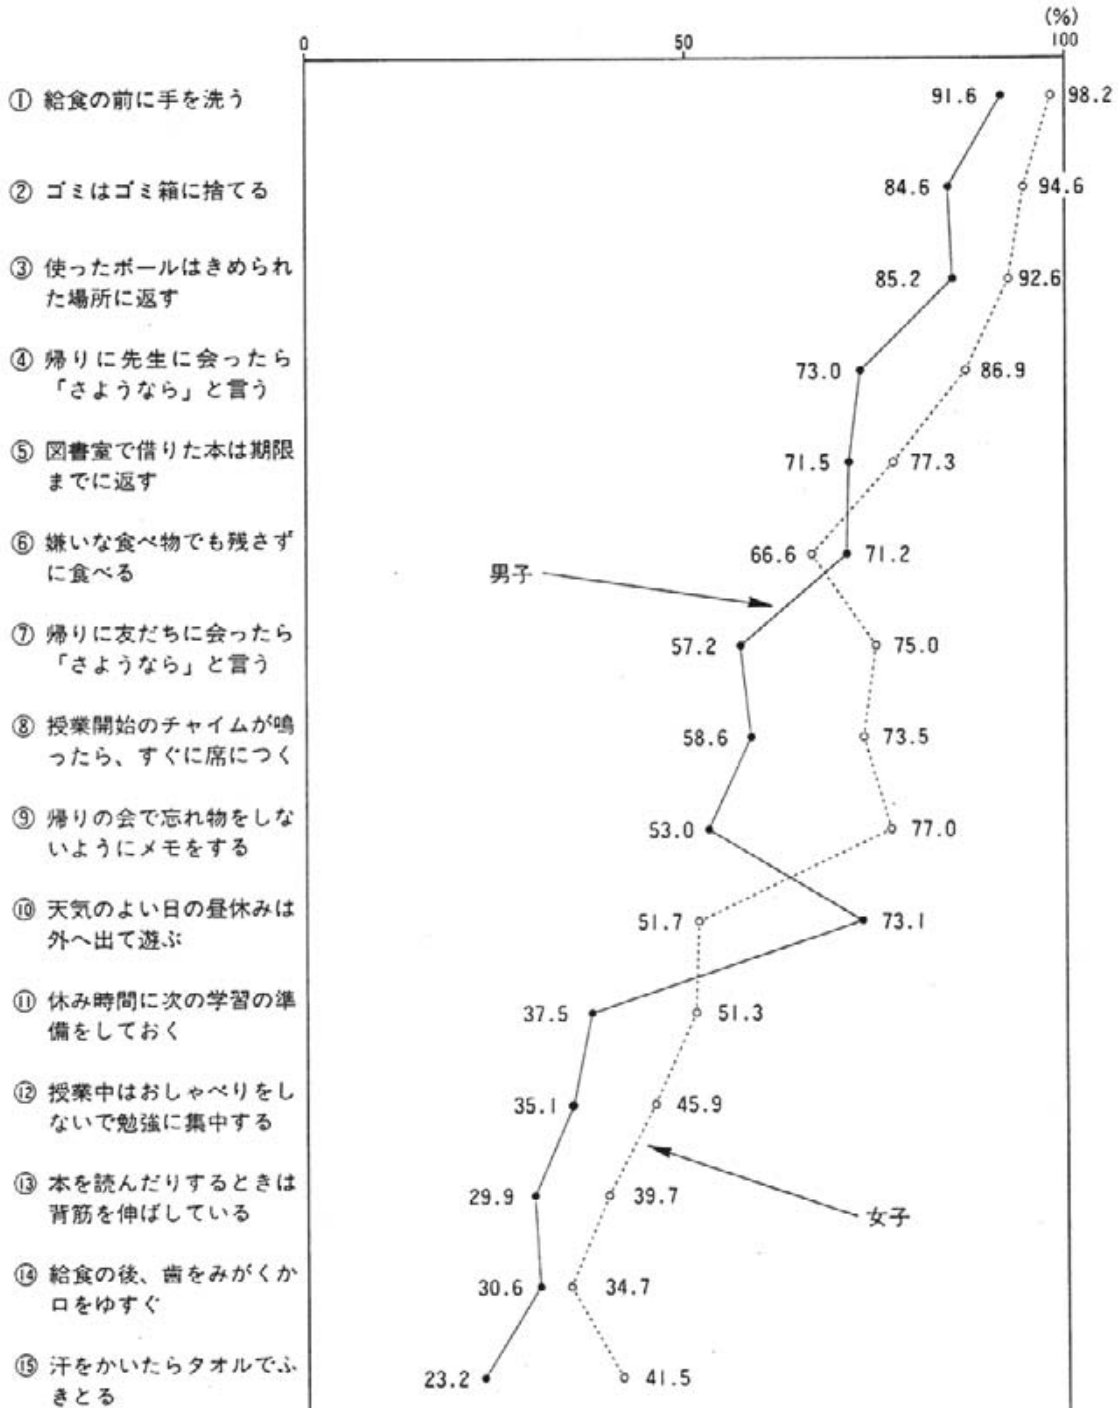 (%)
0 50 100
① 給食の前に手を洗う 91.6 98.2
② ゴミはゴミ箱に捨てる 84.6 94.6
③ 使ったボールはきめられ
た場所に返す 85.2 92.6
④ 帰りに先生に会ったら
「さようなら」と言う 73.0 86.9
⑤ 図書室で借りた本は期限
までに返す 71.5 77.3
⑥ 嫌いな食べ物でも残さず
に食べる 66.6 71.2
男子
⑦ 帰りに友だちに会ったら
「さようなら」と言う 57.2 75.0
⑧ 授業開始のチャイムが鳴
ったら、すぐに席につく 58.6 73.5
⑨ 帰りの会で忘れ物をしな
いようにメモをする 53.0 77.0
⑩ 天気のよい日の昼休みは
外へ出て遊ぶ 51.7 73.1
⑪ 休み時間に次の学習の準
備をしておく 37.5 51.3
⑫ 授業中はおしゃべりをし
ないで勉強に集中する 35.1 45.9
⑬ 本を読んだりするときは
背筋を伸ばしている 29.9 39.7
女子
⑭ 給食の後、歯をみがくか
口をゆすぐ 30.6 34.7
⑮ 汗をかいたらタオルでふ
きとる 23.2 41.5